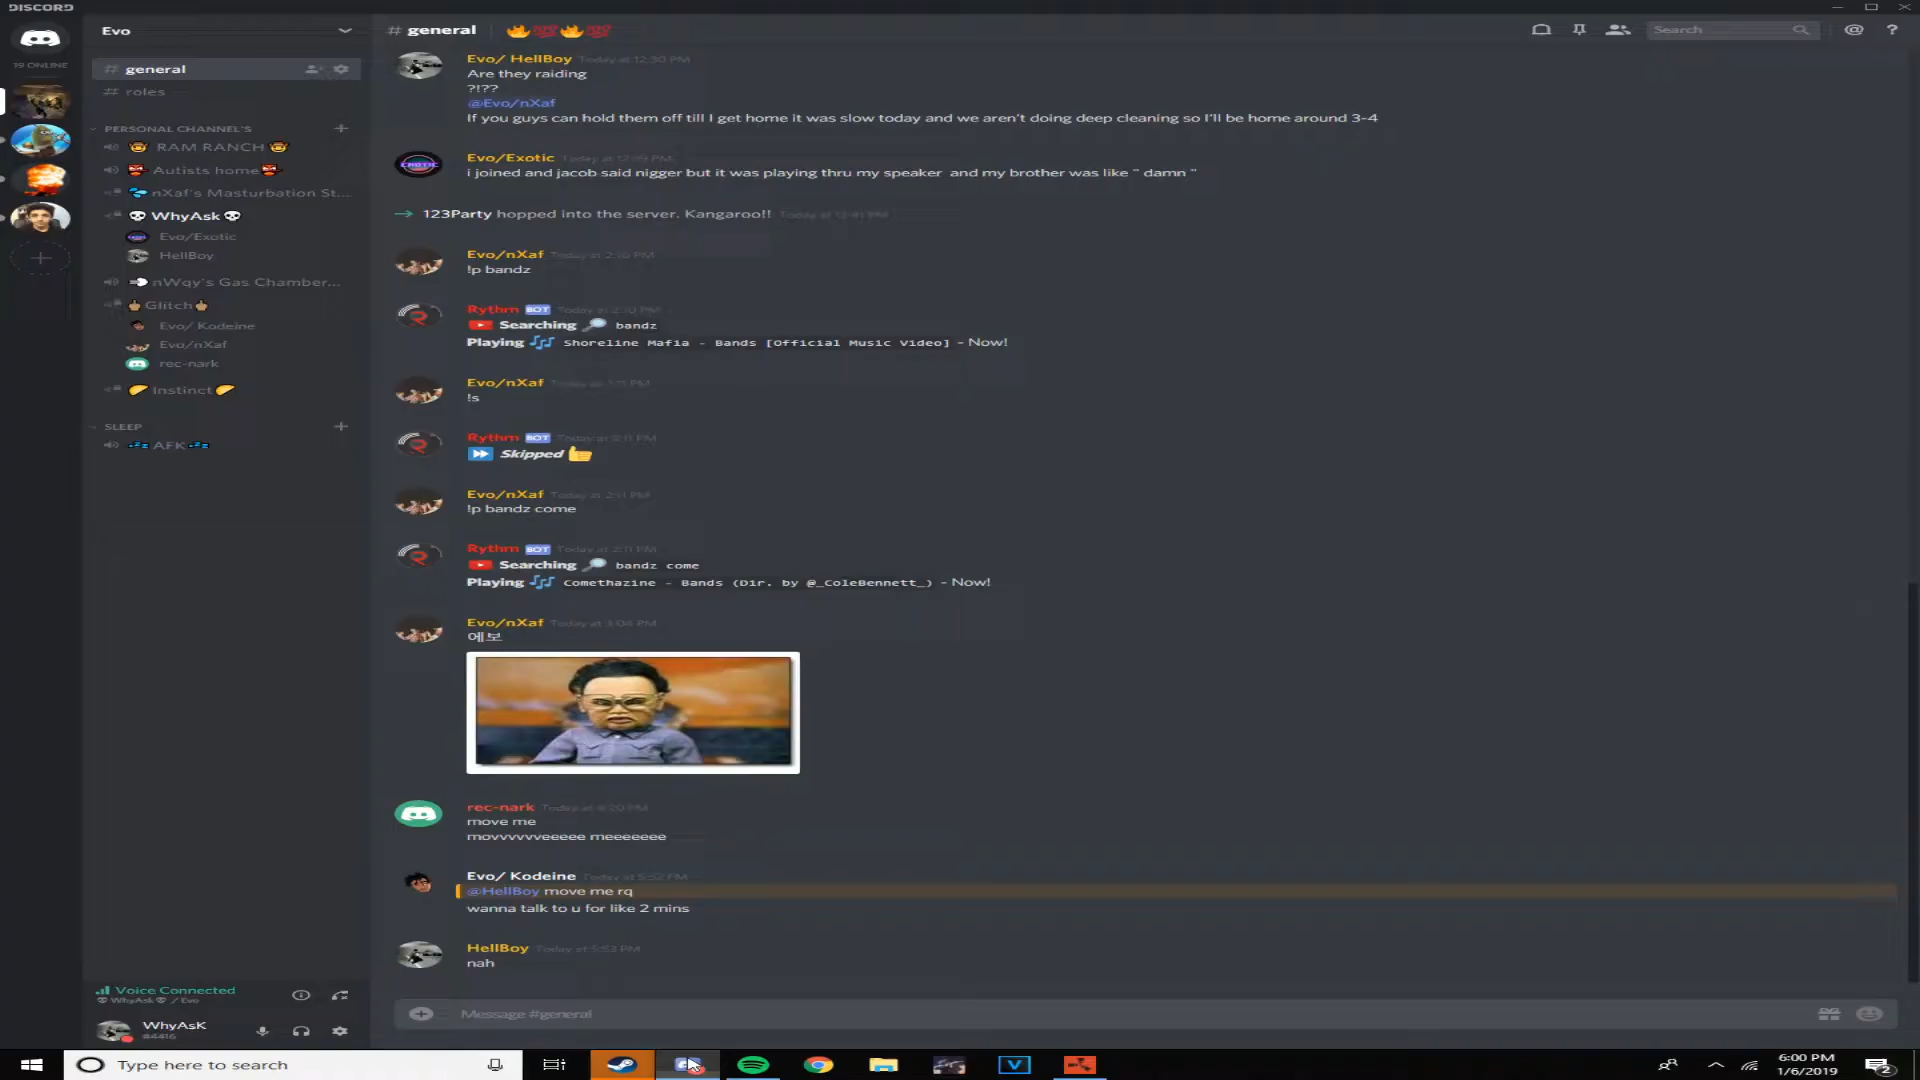 DISCORD
Evo
# general
Search
19 ONLINE
# general
# roles
PERSONAL CHANNEL'S
RAM RANCH
Autists home
nXaf's Masturbation St...
WhyAsk
Evo/Exotic
HellBoy
nWqy's Gas Chamber...
Glitch
Evo/ Kodeine
Evo/nXaf
rec-nark
Instinct
SLEEP
AFK
Evo/ HellBoy Today at 12:30 PM
Are they raiding
?!??
@Evo/nXaf
If you guys can hold them off till I get home it was slow today and we aren't doing deep cleaning so I'll be home around 3-4
Evo/Exotic Today at
i joined and jacob said nigger but it was playing thru my speaker and my brother was like " damn "
123Party hopped into the server. Kangaroo!! Today at 12:41 PM
Evo/nXaf Today at 2:10 PM
!p bandz
Rythm BOT Today at 2:10 PM
Searching bandz
Playing Shoreline Mafia - Bands [Official Music Video] - Now!
Evo/nXaf Today at 2:11 PM
!s
Rythm BOT Today at 2:11 PM
Skipped
Evo/nXaf Today at 2:11 PM
!p bandz come
Rythm BOT Today at 2:11 PM
Searching bandz come
Playing Comethazine - Bands (Dir. by @_ColeBennett_) - Now!
Evo/nXaf Today at 3:04 PM
에보
rec-nark Today at 4:20 PM
move me
movvvvvveeeee meeeeeee
Evo/ Kodeine Today at 5:52 PM
@HellBoy move me rq
wanna talk to u for like 2 mins
HellBoy Today at 5:53 PM
nah
Voice Connected
WhyAsk / Evo
WhyAsK
#4416
Message #general
Type here to search
6:00 PM
1/6/2019
2